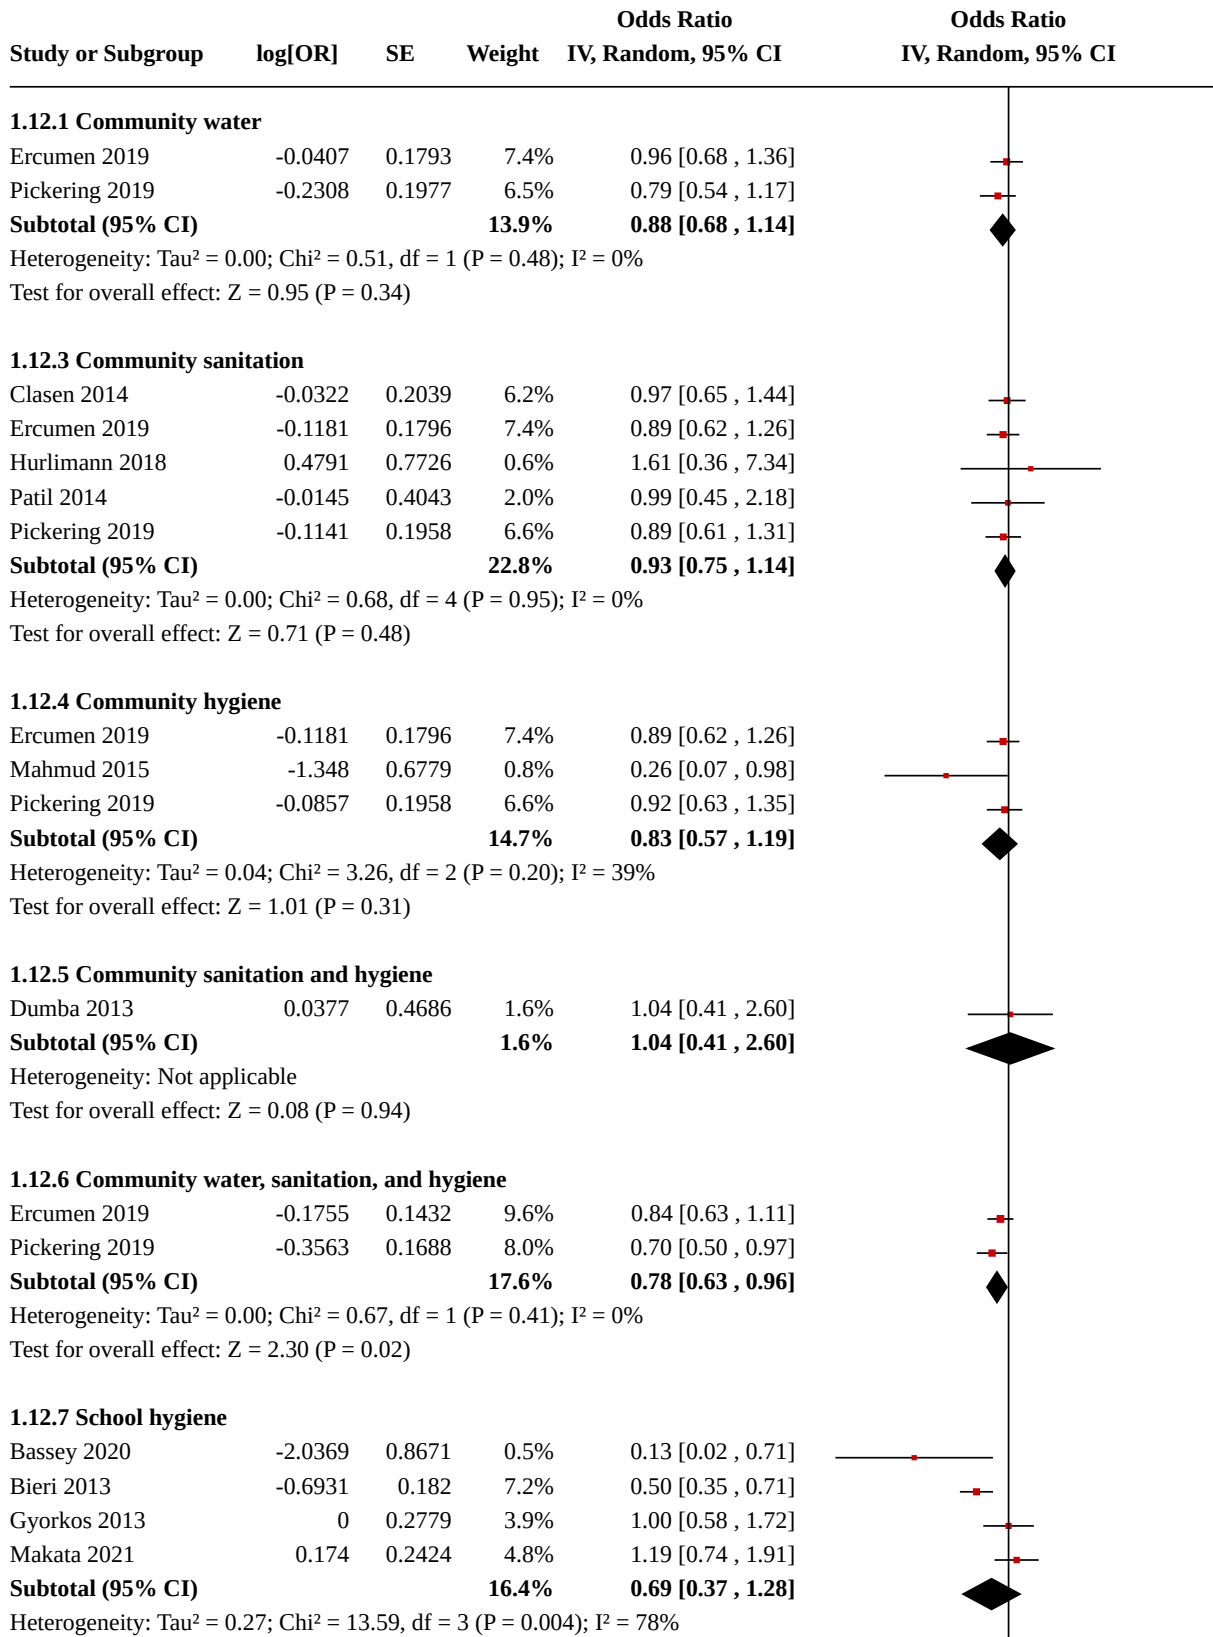 Odds Ratio Odds Ratio
Study or Subgroup log[OR] SE Weight IV, Random, 95% CI IV, Random, 95% CI
1.12.1 Community water
Ercumen 2019 -0.0407 0.1793 7.4% 0.96 [0.68 , 1.36]
Pickering 2019 -0.2308 0.1977 6.5% 0.79 [0.54 , 1.17]
Subtotal (95% CI) 13.9% 0.88 [0.68 , 1.14]
Heterogeneity: Tau² = 0.00; Chi² = 0.51, df = 1 (P = 0.48); I² = 0%
Test for overall effect: Z = 0.95 (P = 0.34)
1.12.3 Community sanitation
Clasen 2014 -0.0322 0.2039 6.2% 0.97 [0.65 , 1.44]
Ercumen 2019 -0.1181 0.1796 7.4% 0.89 [0.62 , 1.26]
Hurlimann 2018 0.4791 0.7726 0.6% 1.61 [0.36 , 7.34]
Patil 2014 -0.0145 0.4043 2.0% 0.99 [0.45 , 2.18]
Pickering 2019 -0.1141 0.1958 6.6% 0.89 [0.61 , 1.31]
Subtotal (95% CI) 22.8% 0.93 [0.75 , 1.14]
Heterogeneity: Tau² = 0.00; Chi² = 0.68, df = 4 (P = 0.95); I² = 0%
Test for overall effect: Z = 0.71 (P = 0.48)
1.12.4 Community hygiene
Ercumen 2019 -0.1181 0.1796 7.4% 0.89 [0.62 , 1.26]
Mahmud 2015 -1.348 0.6779 0.8% 0.26 [0.07 , 0.98]
Pickering 2019 -0.0857 0.1958 6.6% 0.92 [0.63 , 1.35]
Subtotal (95% CI) 14.7% 0.83 [0.57 , 1.19]
Heterogeneity: Tau² = 0.04; Chi² = 3.26, df = 2 (P = 0.20); I² = 39%
Test for overall effect: Z = 1.01 (P = 0.31)
1.12.5 Community sanitation and hygiene
Dumba 2013 0.0377 0.4686 1.6% 1.04 [0.41 , 2.60]
Subtotal (95% CI) 1.6% 1.04 [0.41 , 2.60]
Heterogeneity: Not applicable
Test for overall effect: Z = 0.08 (P = 0.94)
1.12.6 Community water, sanitation, and hygiene
Ercumen 2019 -0.1755 0.1432 9.6% 0.84 [0.63 , 1.11]
Pickering 2019 -0.3563 0.1688 8.0% 0.70 [0.50 , 0.97]
Subtotal (95% CI) 17.6% 0.78 [0.63 , 0.96]
Heterogeneity: Tau² = 0.00; Chi² = 0.67, df = 1 (P = 0.41); I² = 0%
Test for overall effect: Z = 2.30 (P = 0.02)
1.12.7 School hygiene
Bassey 2020 -2.0369 0.8671 0.5% 0.13 [0.02 , 0.71]
Bieri 2013 -0.6931 0.182 7.2% 0.50 [0.35 , 0.71]
Gyorkos 2013 0 0.2779 3.9% 1.00 [0.58 , 1.72]
Makata 2021 0.174 0.2424 4.8% 1.19 [0.74 , 1.91]
Subtotal (95% CI) 16.4% 0.69 [0.37 , 1.28]
Heterogeneity: Tau² = 0.27; Chi² = 13.59, df = 3 (P = 0.004); I² = 78%